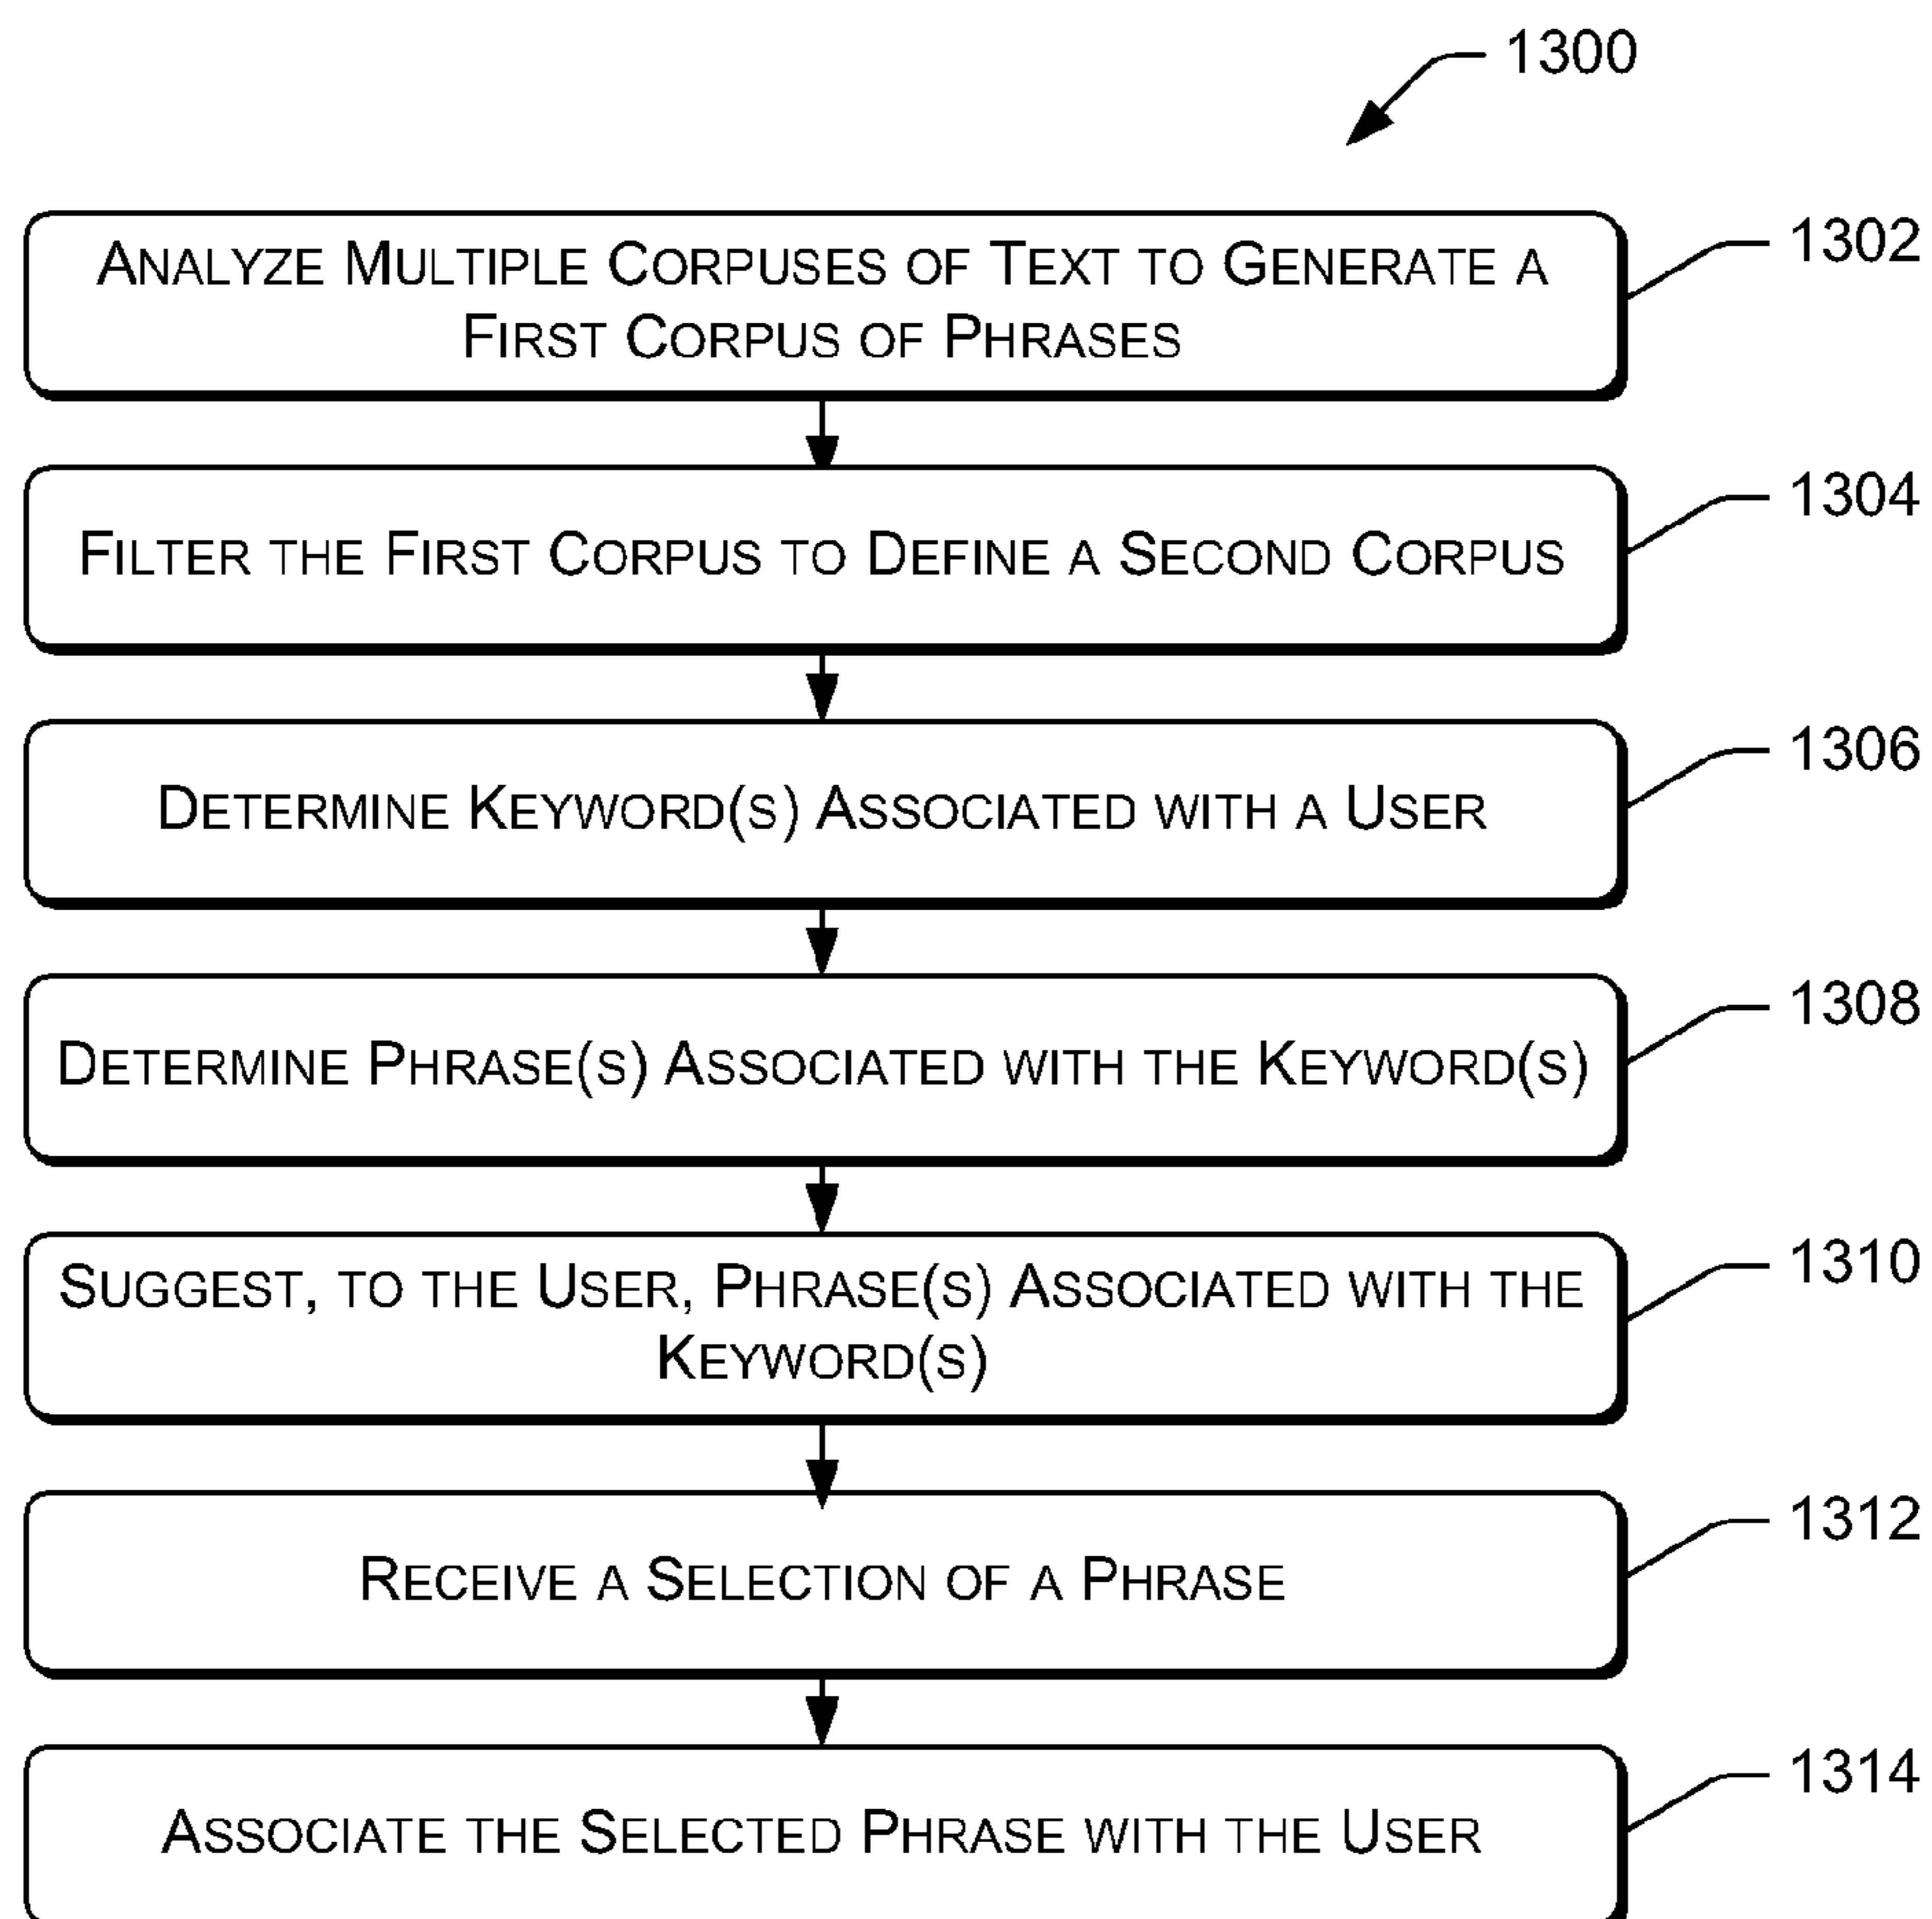 1300
ANALYZE MULTIPLE CORPUSES OF TEXT TO GENERATE A
FIRST CORPUS OF PHRASES
1302
FILTER THE FIRST CORPUS TO DEFINE A SECOND CORPUS
1304
DETERMINE KEYWORD(S) ASSOCIATED WITH A USER
1306
DETERMINE PHRASE(S) ASSOCIATED WITH THE KEYWORD(S)
1308
SUGGEST, TO THE USER, PHRASE(S) ASSOCIATED WITH THE
KEYWORD(S)
1310
RECEIVE A SELECTION OF A PHRASE
1312
ASSOCIATE THE SELECTED PHRASE WITH THE USER
1314